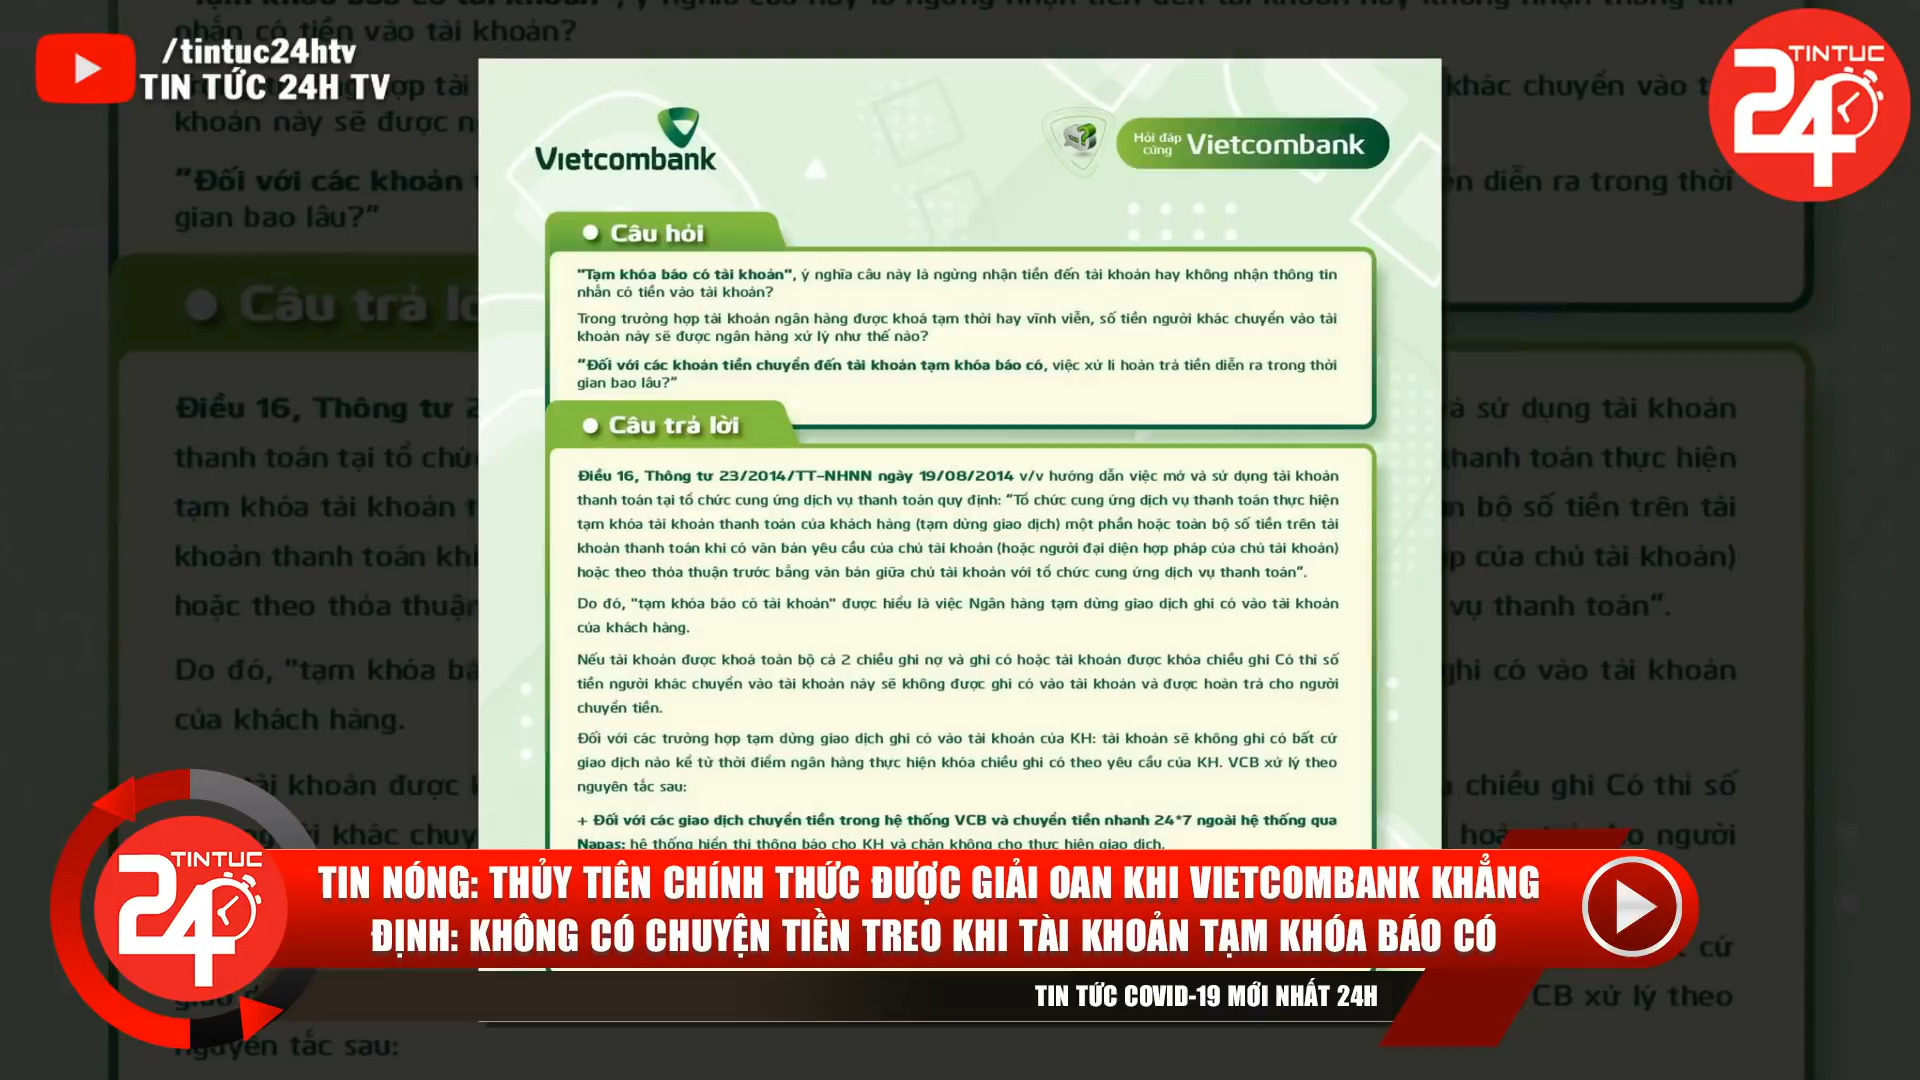 /tintuc24htv
TIN TỨC 24H TV
TINTUC
24
Vietcombank
Hỏi đáp
cùng
Vietcombank
Câu hỏi
"Tạm khóa báo có tài khoản", ý nghĩa câu này là ngừng nhận tiền đến tài khoản hay không nhận thông tin
nhắn có tiền vào tài khoản?
Trong trường hợp tài khoản ngân hàng được khoá tạm thời hay vĩnh viễn, số tiền người khác chuyển vào tài
khoản này sẽ được ngân hàng xử lý như thế nào?
"Đối với các khoản tiền chuyển đến tài khoản tạm khóa báo có, việc xử lí hoàn trả tiền diễn ra trong thời
gian bao lâu?"
Câu trả lời
Điều 16, Thông tư 23/2014/TT-NHNN ngày 19/08/2014 v/v hướng dẫn việc mở và sử dụng tài khoản
thanh toán tại tổ chức cung ứng dịch vụ thanh toán quy định: "Tổ chức cung ứng dịch vụ thanh toán thực hiện
tạm khóa tài khoản thanh toán của khách hàng (tạm dừng giao dịch) một phần hoặc toàn bộ số tiền trên tài
khoản thanh toán khi có văn bản yêu cầu của chủ tài khoản (hoặc người đại diện hợp pháp của chủ tài khoản)
hoặc theo thỏa thuận trước bằng văn bản giữa chủ tài khoản với tổ chức cung ứng dịch vụ thanh toán".
Do đó, "tạm khóa báo có tài khoản" được hiểu là việc Ngân hàng tạm dừng giao dịch ghi có vào tài khoản
của khách hàng.
Nếu tài khoản được khoá toàn bộ cả 2 chiều ghi nợ và ghi có hoặc tài khoản được khóa chiều ghi Có thì số
tiền người khác chuyển vào tài khoản này sẽ không được ghi có vào tài khoản và được hoàn trả cho người
chuyển tiền.
Đối với các trường hợp tạm dừng giao dịch ghi có vào tài khoản của KH: tài khoản sẽ không ghi có bất cứ
giao dịch nào kể từ thời điểm ngân hàng thực hiện khóa chiều ghi có theo yêu cầu của KH. VCB xử lý theo
nguyên tắc sau:
+ Đối với các giao dịch chuyển tiền trong hệ thống VCB và chuyển tiền nhanh 24*7 ngoài hệ thống qua
Napas: hệ thống hiển thị thông báo cho KH và chặn không cho thực hiện giao dịch.
TINTUC
24
TIN NÓNG: THỦY TIÊN CHÍNH THỨC ĐƯỢC GIẢI OAN KHI VIETCOMBANK KHẲNG
ĐỊNH: KHÔNG CÓ CHUYỆN TIỀN TREO KHI TÀI KHOẢN TẠM KHÓA BÁO CÓ
TIN TỨC COVID-19 MỚI NHẤT 24H